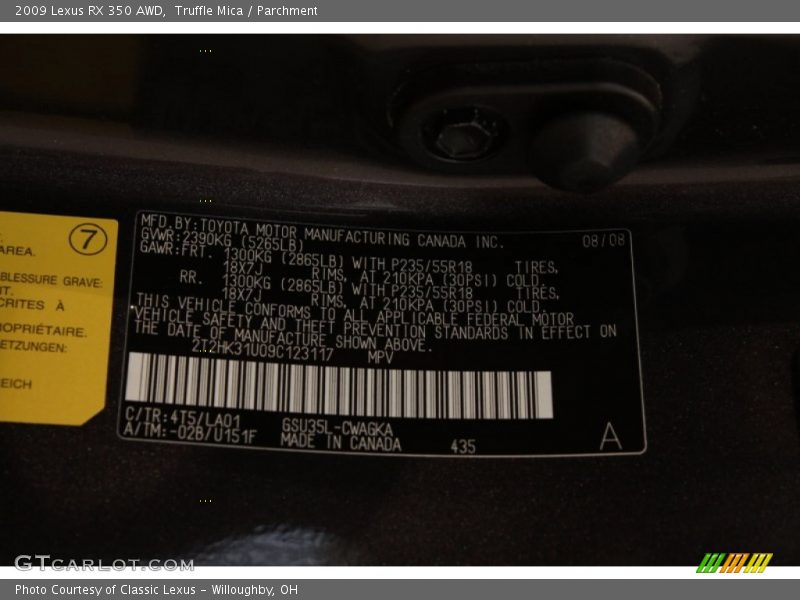 2009 Lexus RX 350 AWD, Truffle Mica / Parchment
7
AREA.
BLESSURE GRAVE:
CRITES À
OPRIÉTAIRE.
ETZUNGEN:
EICH
MFD.BY:TOYOTA MOTOR MANUFACTURING CANADA INC. 08/08
GVWR:2390KG (5265LB)
GAWR:FRT. 1300KG (2865LB) WITH P235/55R18 TIRES,
18X7J RIMS, AT 210KPA (30PSI) COLD.
RR. 1300KG (2865LB) WITH P235/55R18 TIRES,
18X7J RIMS, AT 210KPA (30PSI) COLD.
THIS VEHICLE CONFORMS TO ALL APPLICABLE FEDERAL MOTOR
VEHICLE SAFETY AND THEFT PREVENTION STANDARDS IN EFFECT ON
THE DATE OF MANUFACTURE SHOWN ABOVE.
2T2HK31U09C123117 MPV
C/TR:4T5/LA01 GSU35L-CWAGKA
A/TM:-02B/U151F MADE IN CANADA 435 A
GTCARLOT.COM
Photo Courtesy of Classic Lexus - Willoughby, OH